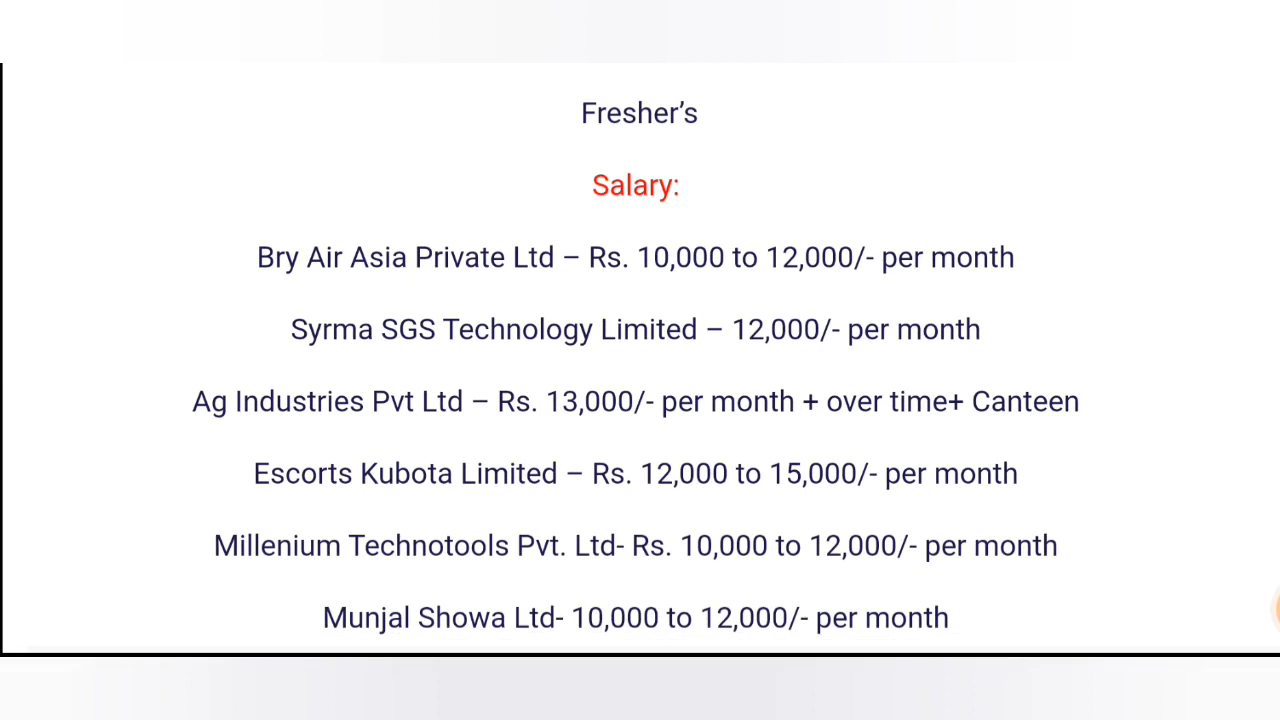 Fresher’s
Salary:
Bry Air Asia Private Ltd – Rs. 10,000 to 12,000/- per month
Syrma SGS Technology Limited – 12,000/- per month
Ag Industries Pvt Ltd – Rs. 13,000/- per month + over time+ Canteen
Escorts Kubota Limited – Rs. 12,000 to 15,000/- per month
Millenium Technotools Pvt. Ltd- Rs. 10,000 to 12,000/- per month
Munjal Showa Ltd- 10,000 to 12,000/- per month